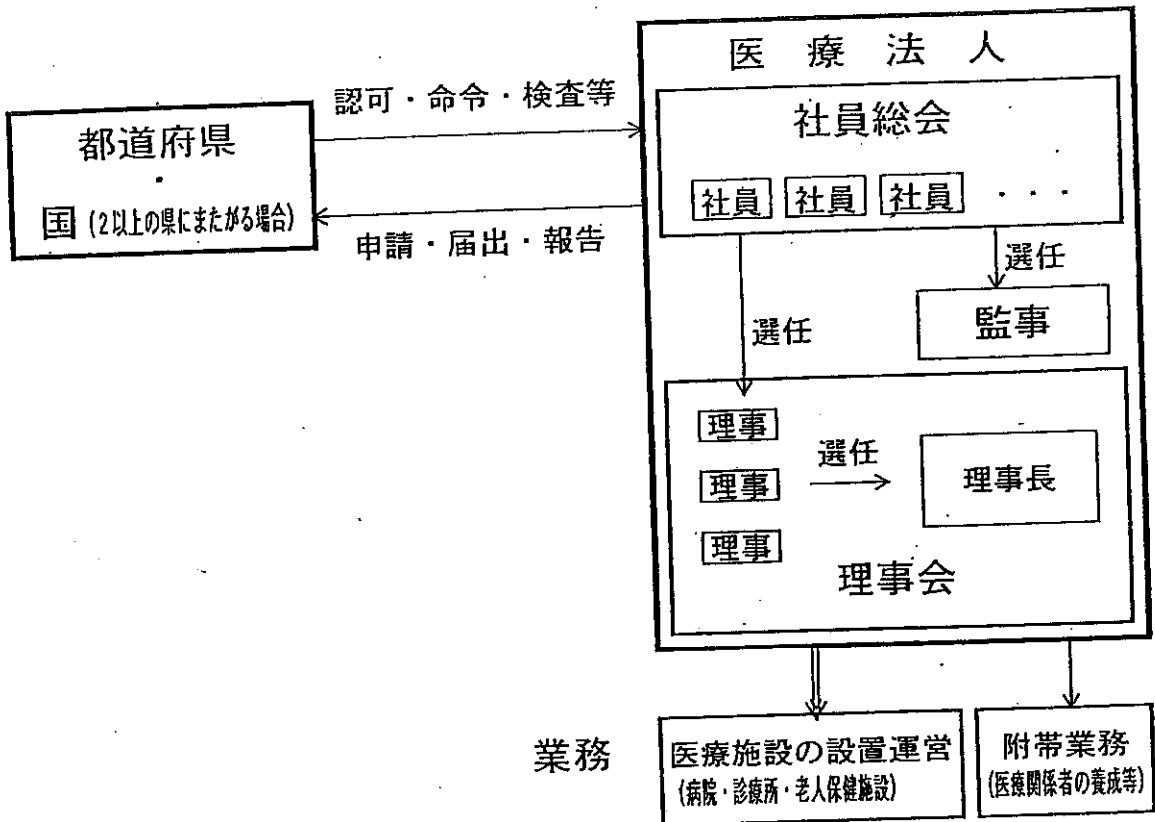 医療法人
社員総会
社員 社員 社員 ・・・
認可・命令・検査等
都道府県
・
国(2以上の県にまたがる場合)
申請・届出・報告
選任
監事
選任
理事
理事
理事
選任
理事長
理事会
業務
医療施設の設置運営
(病院・診療所・老人保健施設)
附帯業務
(医療関係者の養成等)